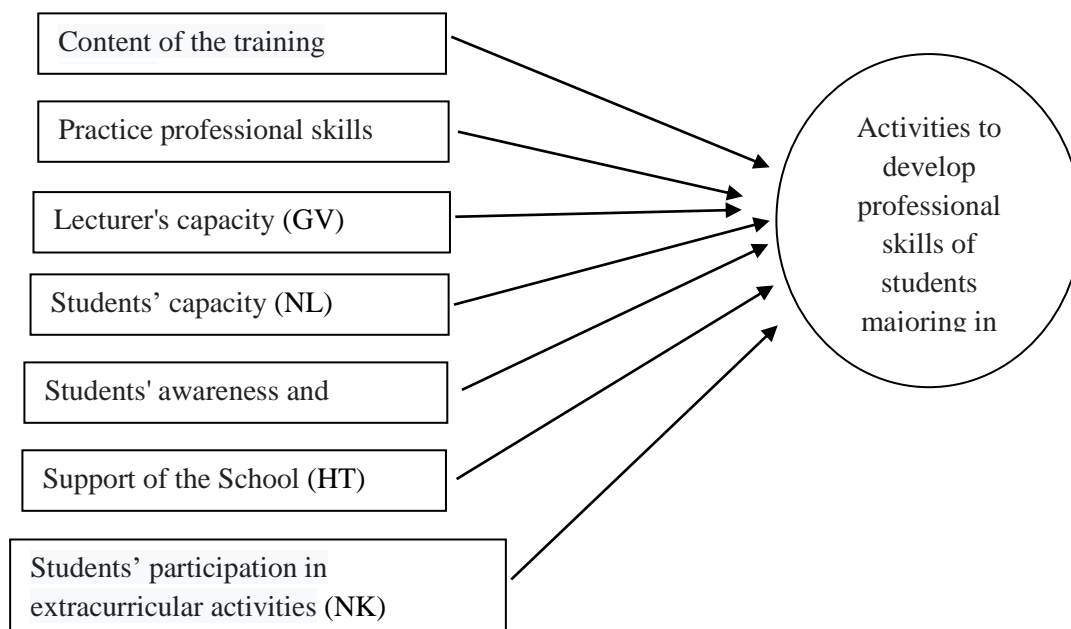 Content of the training
Practice professional skills
Lecturer's capacity (GV)
Students’ capacity (NL)
Students' awareness and
Support of the School (HT)
Students’ participation in
extracurricular activities (NK)
Activities to
develop
professional
skills of
students
majoring in